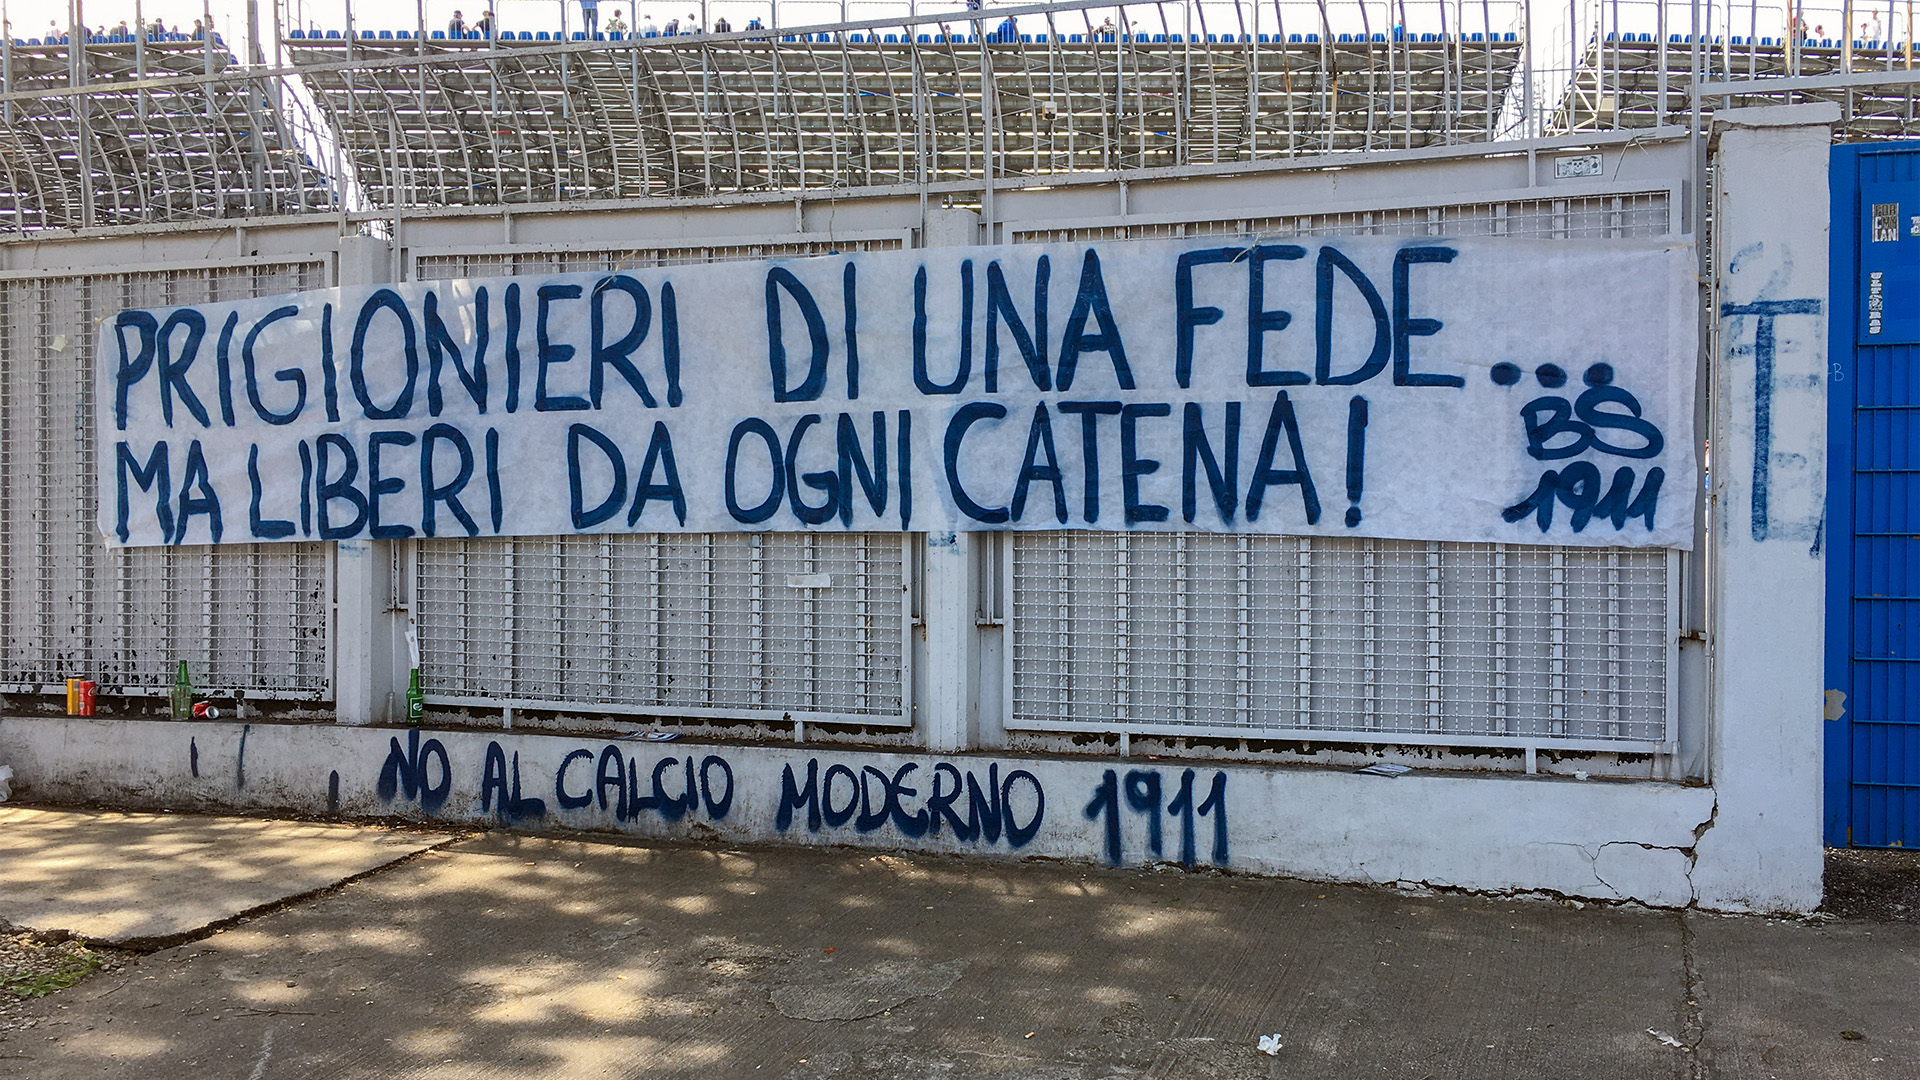 PRIGIONIERI DI UNA FEDE...
MA LIBERI DA OGNI CATENA!
BS
1911
NO AL CALCIO MODERNO 1911